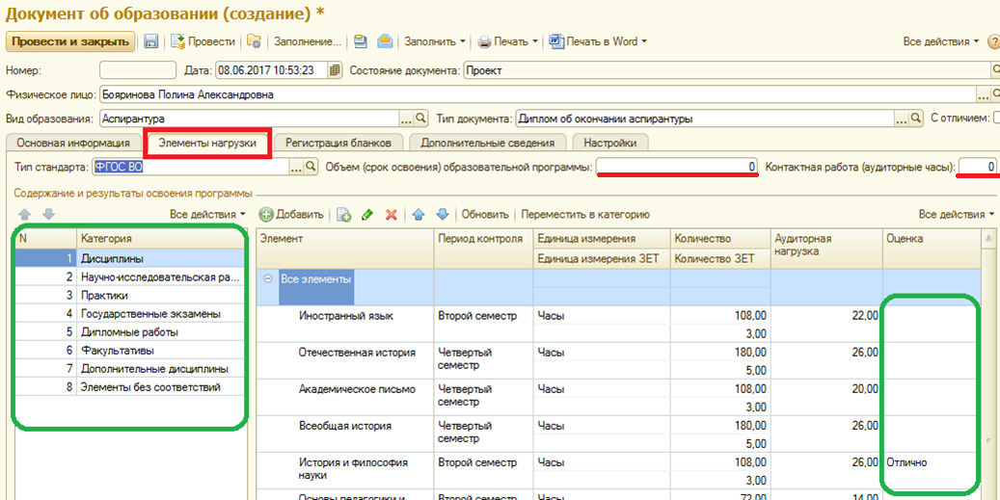 Документ об образовании (создание) *
Провести и закрыть Провести Заполнение... Заполнить Печать Печать в Word Все действия
Номер: Дата: 08.06.2017 10:53:23 Состояние документа: Проект
Физическое лицо: Бояринова Полина Александровна
Вид образования: Аспирантура ... Тип документа: Диплом об окончании аспирантуры ... С отличием:
Основная информация Элементы нагрузки Регистрация бланков Дополнительные сведения Настройки
Тип стандарта: ФГОС ВО ... Объем (срок освоения) образовательной программы: 0 Контактная работа (аудиторные часы): 0
Содержание и результаты освоения программы
Все действия Добавить Обновить Переместить в категорию Все действия
N Категория Элемент Период контроля Единица измерения Количество Аудиторная нагрузка Оценка
Единица измерения ЗЕТ Количество ЗЕТ
1 Дисциплины
2 Научно-исследовательская ра...
3 Практики
4 Государственные экзамены
5 Дипломные работы
6 Факультативы
7 Дополнительные дисциплины
8 Элементы без соответствий
Все элементы
Иностранный язык Второй семестр Часы 108,00 22,00
3,00
Отечественная история Четвертый семестр Часы 180,00 26,00
5,00
Академическое письмо Четвертый семестр Часы 108,00 20,00
3,00
Всеобщая история Четвертый семестр Часы 180,00 26,00
5,00
История и философия науки Второй семестр Часы 108,00 26,00 Отлично
3,00
Основы педагогики и Второй семестр Часы 72,00 14,00